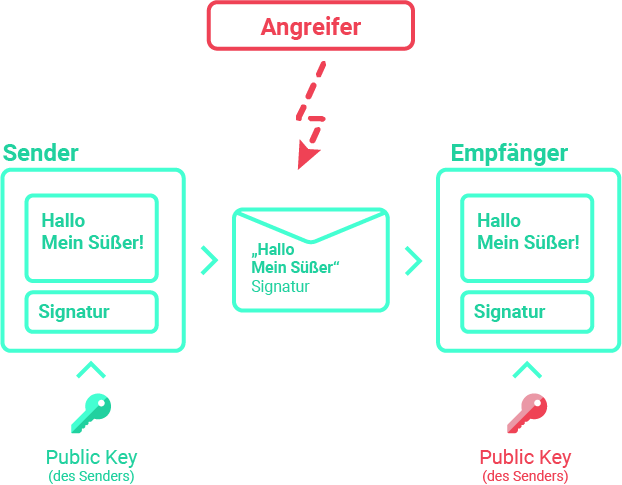 Angreifer
Sender
Empfänger
Hallo
Mein Süßer!
Signatur
„Hallo
Mein Süßer“
Signatur
Hallo
Mein Süßer!
Signatur
Public Key
(des Senders)
Public Key
(des Senders)